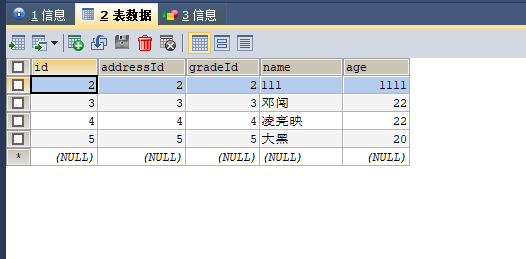 1 信息 2 表数据 3 信息
id addressId gradeId name age
2 2 2 111 1111
3 3 3 邓闯 22
4 4 4 凌亮映 22
5 5 5 大黑 20
* (NULL) (NULL) (NULL) (NULL) (NULL)